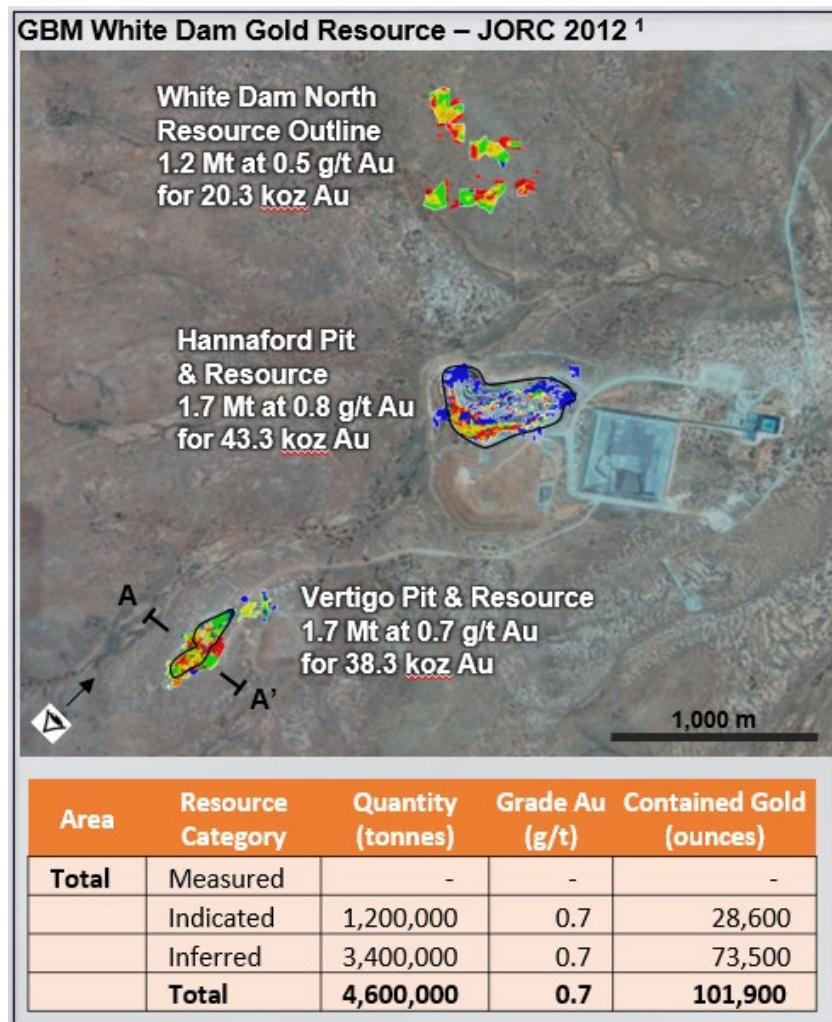 GBM White Dam Gold Resource – JORC 2012 ¹
White Dam North
Resource Outline
1.2 Mt at 0.5 g/t Au
for 20.3 koz Au
Hannaford Pit
& Resource
1.7 Mt at 0.8 g/t Au
for 43.3 koz Au
A
Vertigo Pit & Resource
1.7 Mt at 0.7 g/t Au
for 38.3 koz Au
A'
1,000 m
Area Resource Category Quantity (tonnes) Grade Au (g/t) Contained Gold (ounces)
Total Measured - - -
Indicated 1,200,000 0.7 28,600
Inferred 3,400,000 0.7 73,500
Total 4,600,000 0.7 101,900